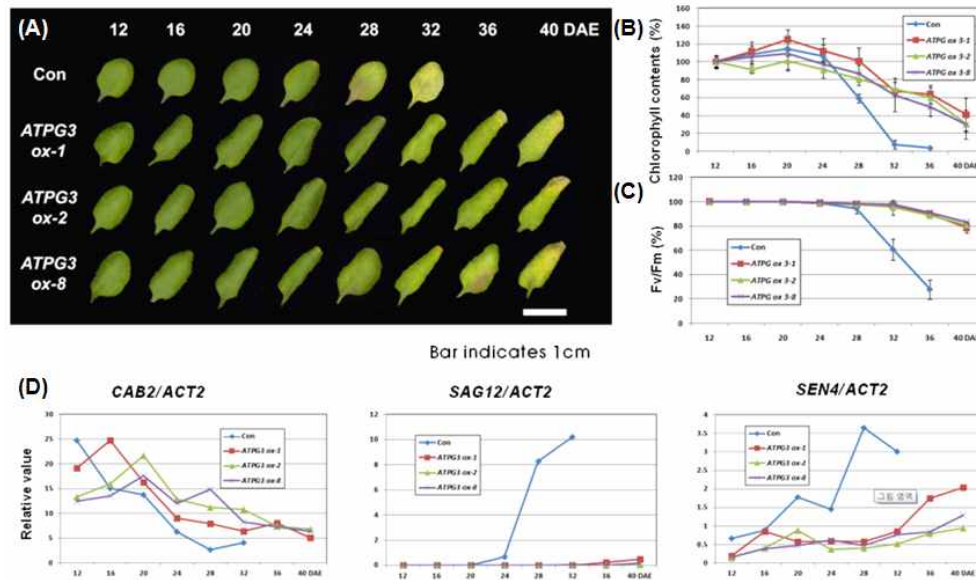 (A)
12 16 20 24 28 32 40 DAE
Con
ATPG3
ox-1
ATPG3
ox-2
ATPG3
ox-8
Bar indicates 1cm
(B)
Chlorophyll contents (%)
160
140
120
100
80
60
40
20
0
12 16 20 24 28 32 36 40 DAE
Con
ATPG ox 3-1
ATPG ox 3-2
ATPG ox 3-8
(C)
Fv/Fm (%)
120
100
80
60
40
20
0
12 16 20 24 28 32 36 40 DAE
Con
ATPG ox 3-1
ATPG ox 3-2
ATPG ox 3-8
(D)
CAB2/ACT2
Relative value
30
25
20
15
10
5
0
12 16 20 24 28 32 36 40 DAE
Con
ATPG3 ox-1
ATPG3 ox-2
ATPG3 ox-8
SAG12/ACT2
12
10
8
6
4
2
0
12 16 20 24 28 32 36 40 DAE
Con
ATPG3 ox-1
ATPG3 ox-2
ATPG3 ox-8
SEN4/ACT2
4
3.5
3
2.5
2
1.5
1
0.5
0
12 16 20 24 28 32 36 40 DAE
Con
ATPG3 ox-1
ATPG3 ox-2
ATPG3 ox-8
그림 영역